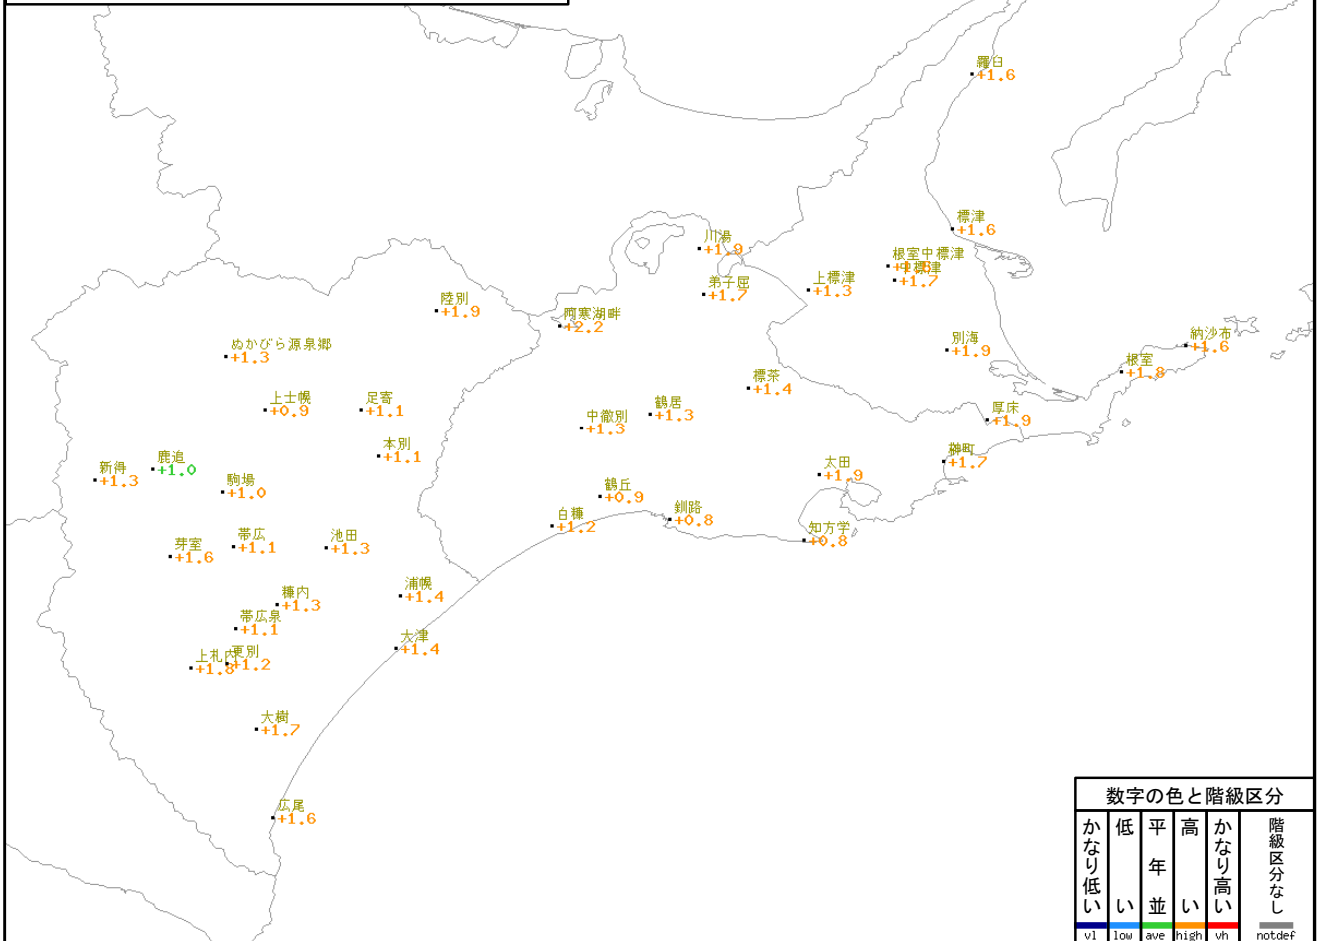 羅臼
+1.6
標津
+1.6
川湯
+1.9
根室中標津
中標津
+1.7
弟子屈
+1.7
上標津
+1.3
陸別
+1.9
阿寒湖畔
+2.2
ぬかびら源泉郷
+1.3
別海
+1.9
納沙布
+1.6
根室
+1.8
標茶
+1.4
上士幌
+0.9
足寄
+1.1
鶴居
+1.3
中徹別
+1.3
厚床
+1.9
本別
+1.1
榊町
+1.7
新得
+1.3
鹿追
+1.0
駒場
+1.0
太田
+1.9
鶴丘
+0.9
白糠
+1.2
釧路
+0.8
知方学
+0.8
芽室
+1.6
帯広
+1.1
池田
+1.3
浦幌
+1.4
糠内
+1.3
帯広泉
+1.1
大津
+1.4
上札内
+1.8
更別
+1.2
大樹
+1.7
広尾
+1.6
数字の色と階級区分
かなり低い
低い
平年並
高い
かなり高い
階級区分なし
vl
low
ave
high
vh
notdef